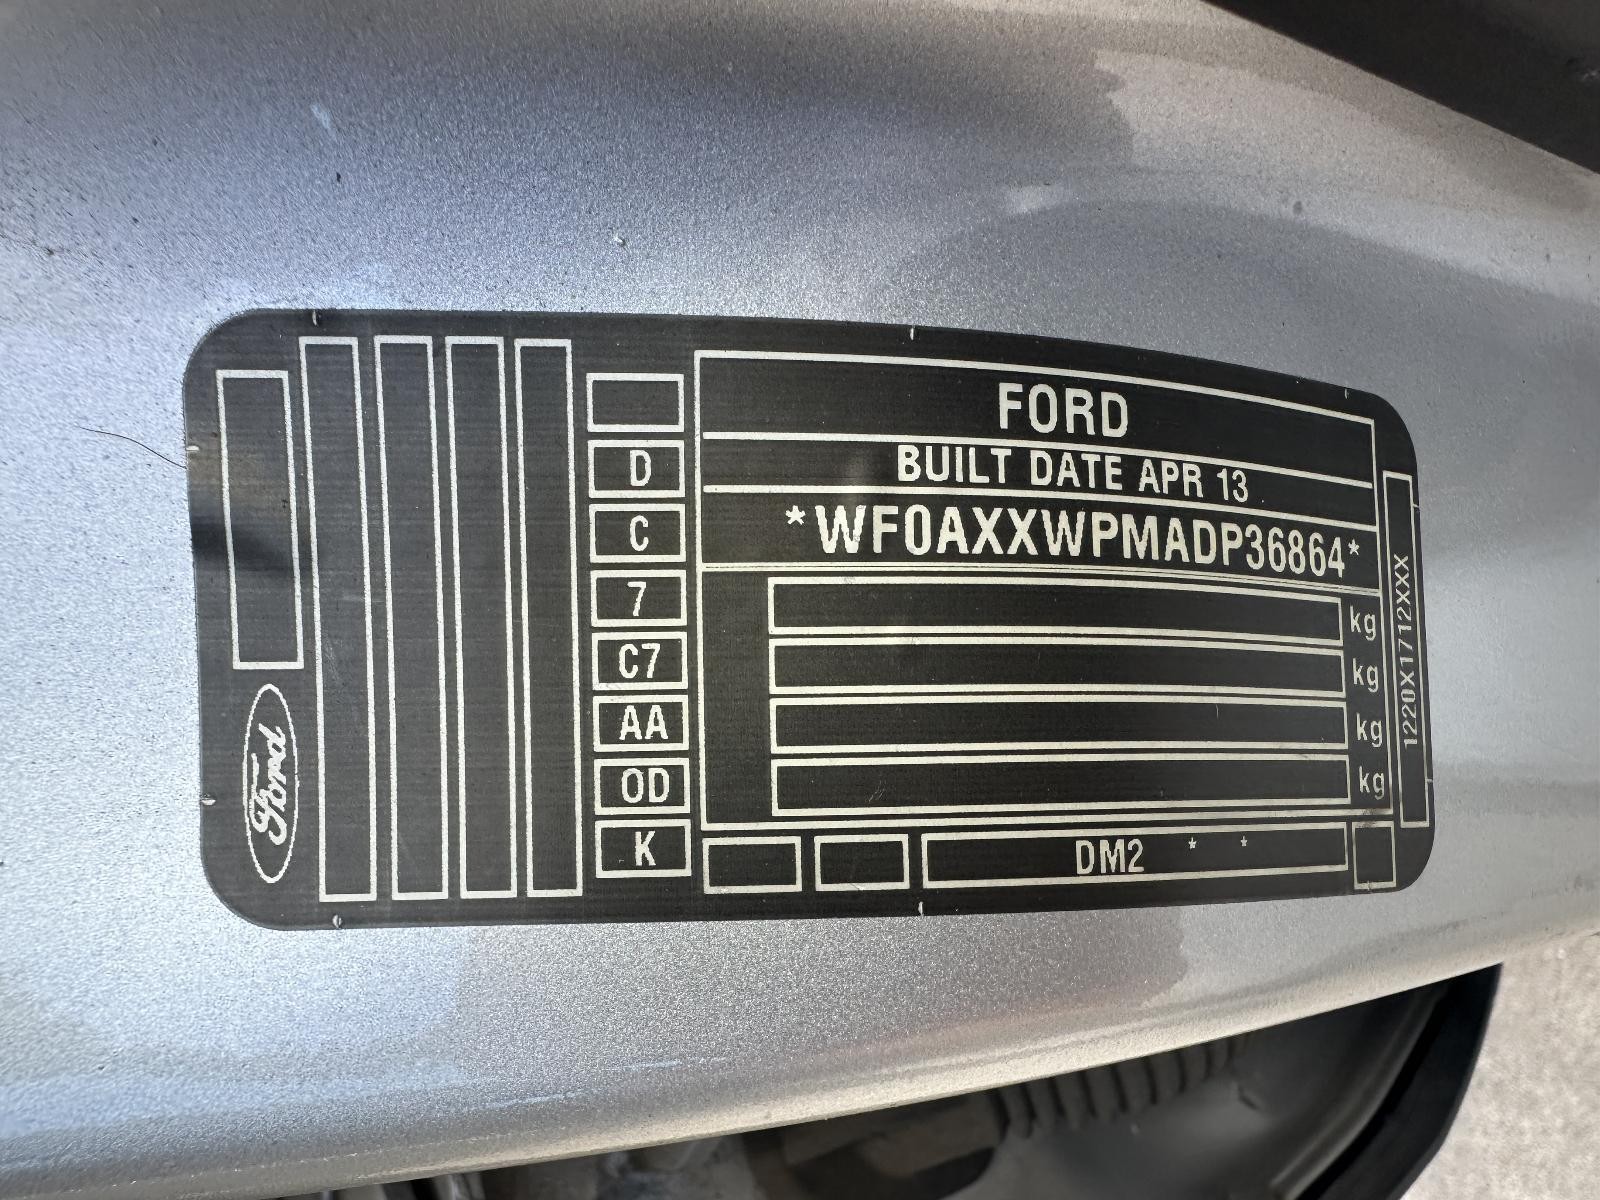 FORD
BUILT DATE APR 13
*WF0AXXWPMADP36864*
kg
kg
kg
kg
DM2 * *
D
C
7
C7
AA
OD
K
Ford
1220X1712XXX